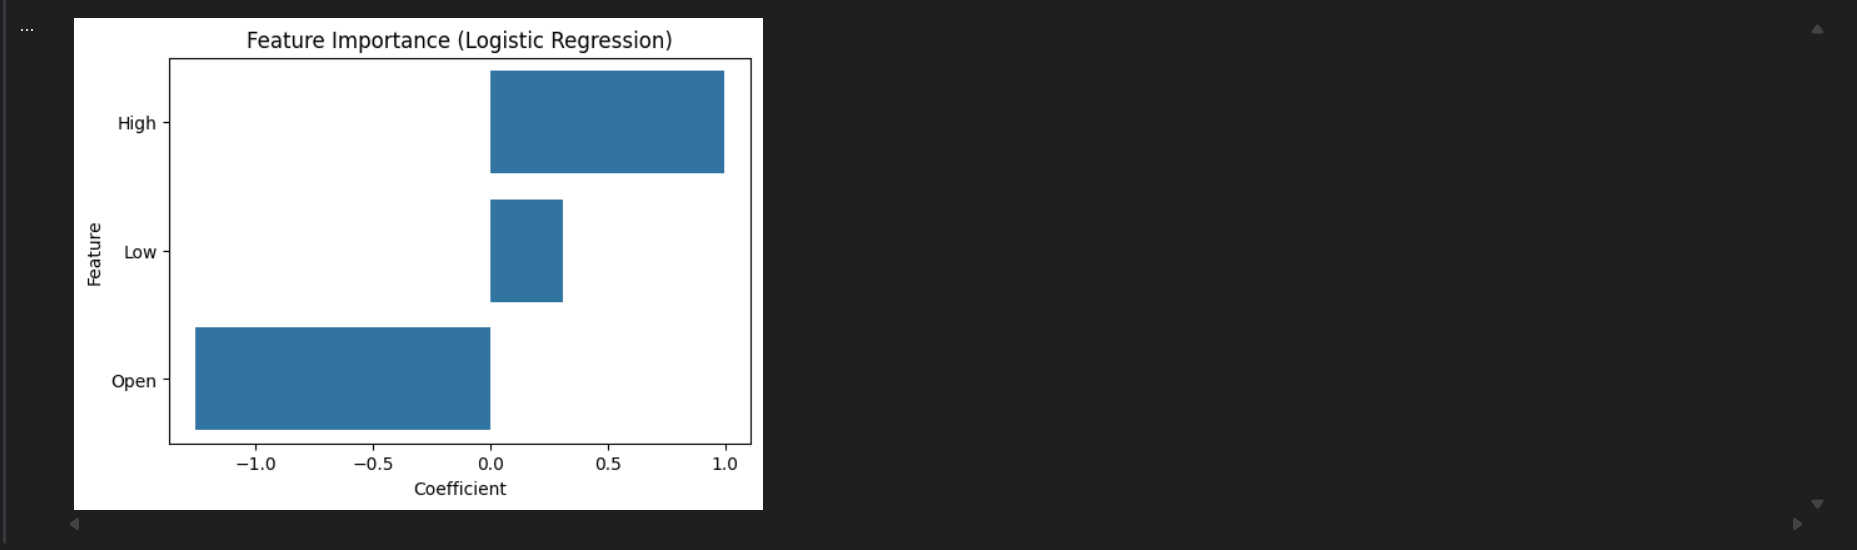 ...
Feature Importance (Logistic Regression)
High
Low
Open
Feature
−1.0 −0.5 0.0 0.5 1.0
Coefficient